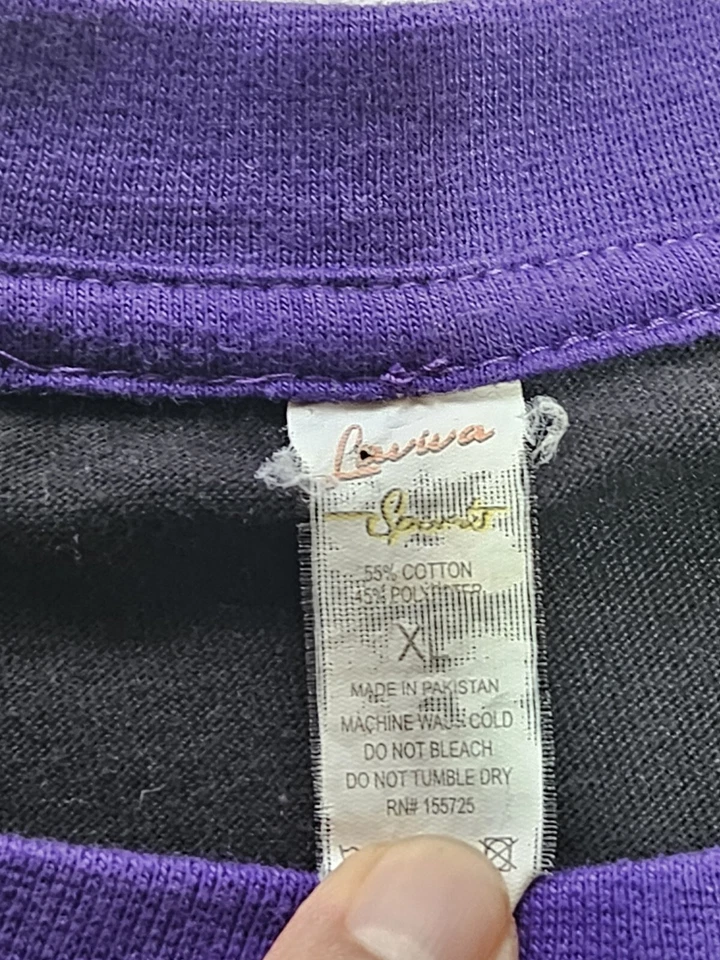 55% COTTON
45% POLYESTER
XL
MADE IN PAKISTAN
MACHINE WASH COLD
DO NOT BLEACH
DO NOT TUMBLE DRY
RN# 155725